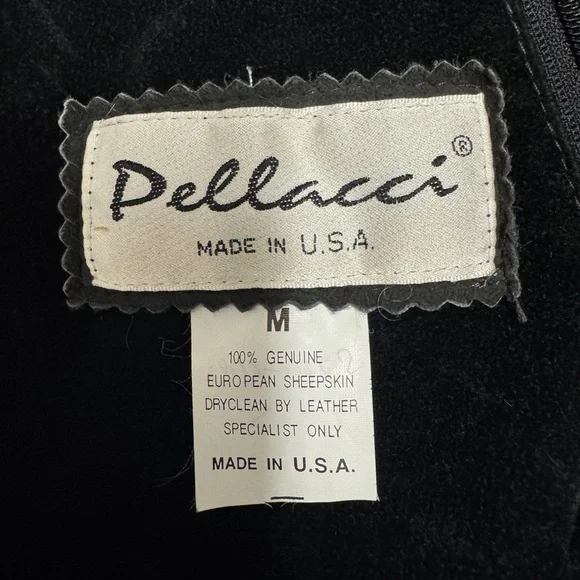 Pellacci®
MADE IN U.S.A.
M
100% GENUINE
EUROPEAN SHEEPSKIN
DRYCLEAN BY LEATHER
SPECIALIST ONLY
MADE IN U.S.A.